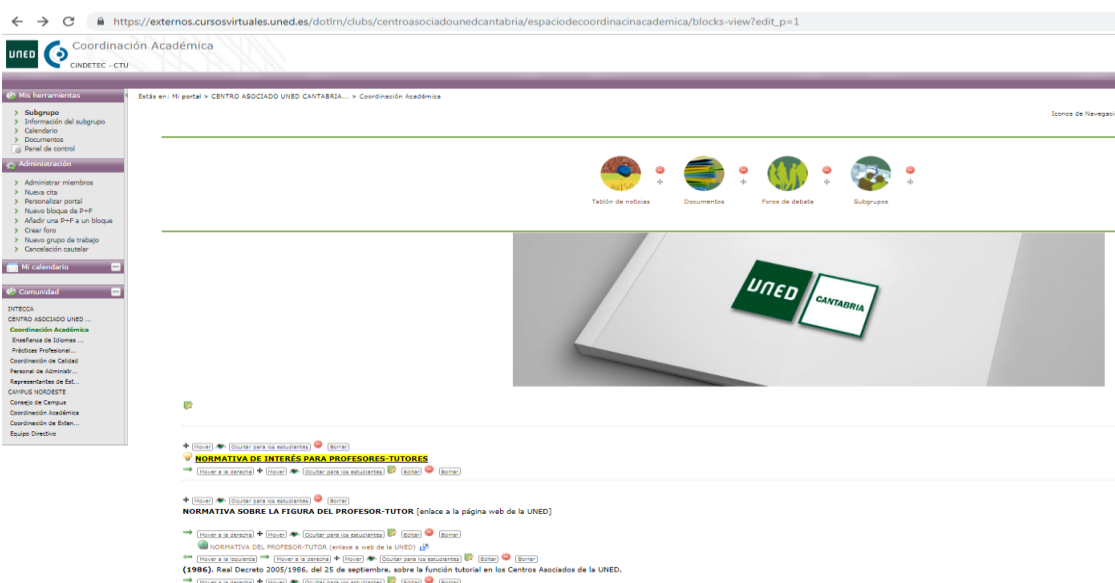 https://externos.cursosvirtuales.uned.es/dotlrn/clubs/centroasociadounedcantabria/espaciodecoordinacinacademica/blocks-view?edit_p=1
UNED
Coordinación Académica
CINDETEC - CTU
Mis herramientas
Estás en: Mi portal > CENTRO ASOCIADO UNED CANTABRIA... > Coordinación Académica
Iconos de Navegaci
Subgrupo
Información del subgrupo
Calendario
Documentos
Panel de control
Administración
Administrar miembros
Nueva cita
Personalizar portal
Nuevo bloque de P+F
Añadir una P+F a un bloque
Crear foro
Nuevo grupo de trabajo
Cancelación cautelar
Mi calendario
Comunidad
INTECCA
CENTRO ASOCIADO UNED ...
Coordinación Académica
Enseñanza de Idiomas ...
Prácticas Profesional...
Coordinación de Calidad
Personal de Administr...
Representantes de Est...
CAMPUS NORDESTE
Consejo de Campus
Coordinación Académica
Coordinación de Exten...
Equipo Directivo
Tablón de noticias
Documentos
Foros de debate
Subgrupos
UNED
CANTABRIA
Mover Ocultar para los estudiantes Borrar
NORMATIVA DE INTERÉS PARA PROFESORES-TUTORES
Mover a la derecha Mover Ocultar para los estudiantes Editar Borrar
Mover Ocultar para los estudiantes Borrar
NORMATIVA SOBRE LA FIGURA DEL PROFESOR-TUTOR [enlace a la página web de la UNED]
Mover a la derecha Mover Ocultar para los estudiantes Editar Borrar
NORMATIVA DEL PROFESOR-TUTOR (enlace a web de la UNED)
Mover a la izquierda Mover a la derecha Mover Ocultar para los estudiantes Editar Borrar
(1986). Real Decreto 2005/1986, del 25 de septiembre, sobre la función tutorial en los Centros Asociados de la UNED.
Mover a la derecha Mover Ocultar para los estudiantes Editar Borrar